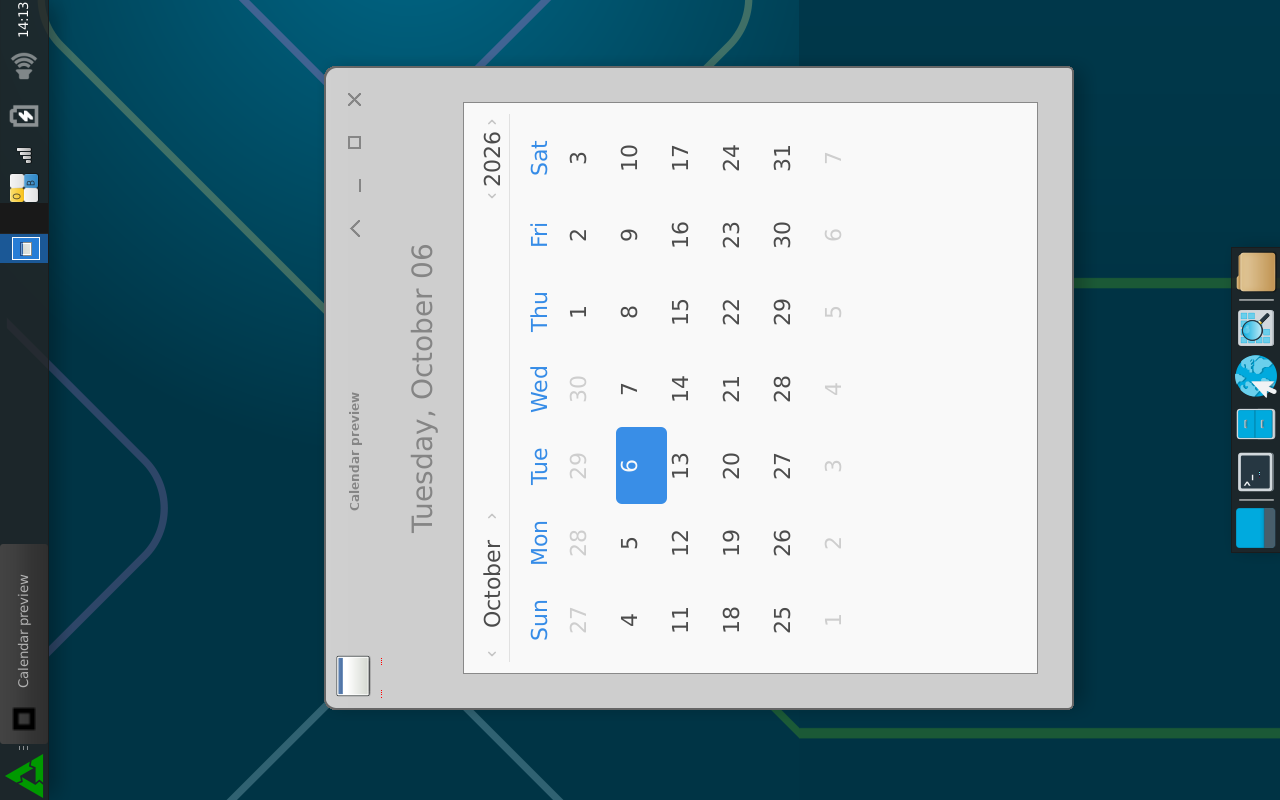 Calendar preview
Tuesday, October 06
October 2026
Sun Mon Tue Wed Thu Fri Sat
27 28 29 30 1 2 3
4 5 6 7 8 9 10
11 12 13 14 15 16 17
18 19 20 21 22 23 24
25 26 27 28 29 30 31
1 2 3 4 5 6 7
Calendar preview
O
B
14:13
>_